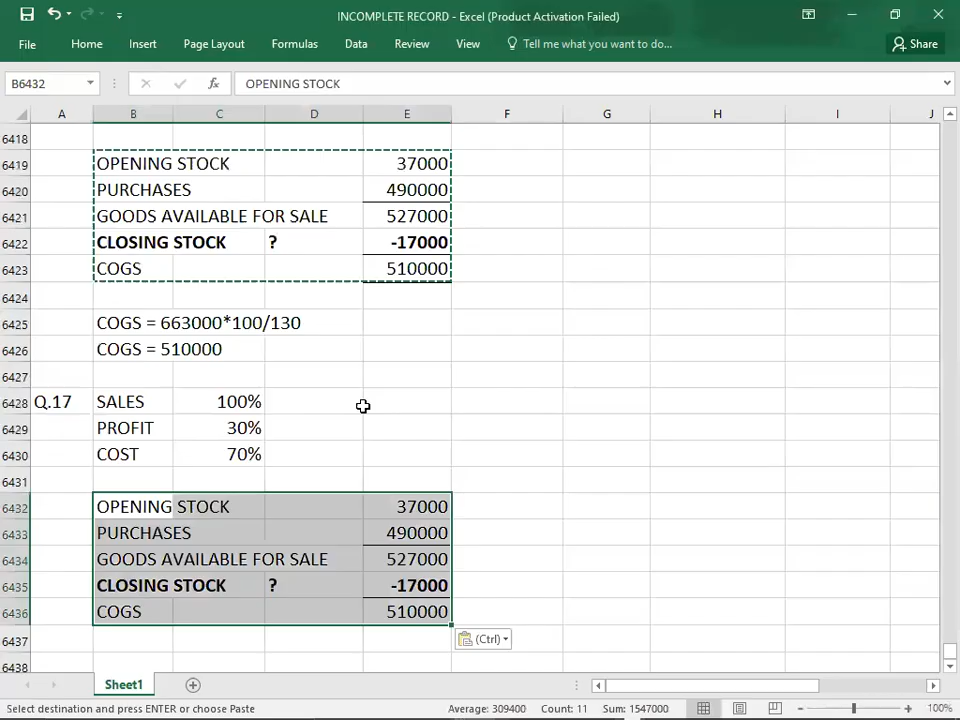 INCOMPLETE RECORD - Excel (Product Activation Failed)
File Home Insert Page Layout Formulas Data Review View Tell me what you want to do... Share
B6432 fx OPENING STOCK
A B C D E F G H I J
6418
6419 OPENING STOCK 37000
6420 PURCHASES 490000
6421 GOODS AVAILABLE FOR SALE 527000
6422 CLOSING STOCK ? -17000
6423 COGS 510000
6424
6425 COGS = 663000*100/130
6426 COGS = 510000
6427
6428 Q.17 SALES 100%
6429 PROFIT 30%
6430 COST 70%
6431
6432 OPENING STOCK 37000
6433 PURCHASES 490000
6434 GOODS AVAILABLE FOR SALE 527000
6435 CLOSING STOCK ? -17000
6436 COGS 510000
6437 (Ctrl)
6438
Sheet1
Select destination and press ENTER or choose Paste Average: 309400 Count: 11 Sum: 1547000 100%